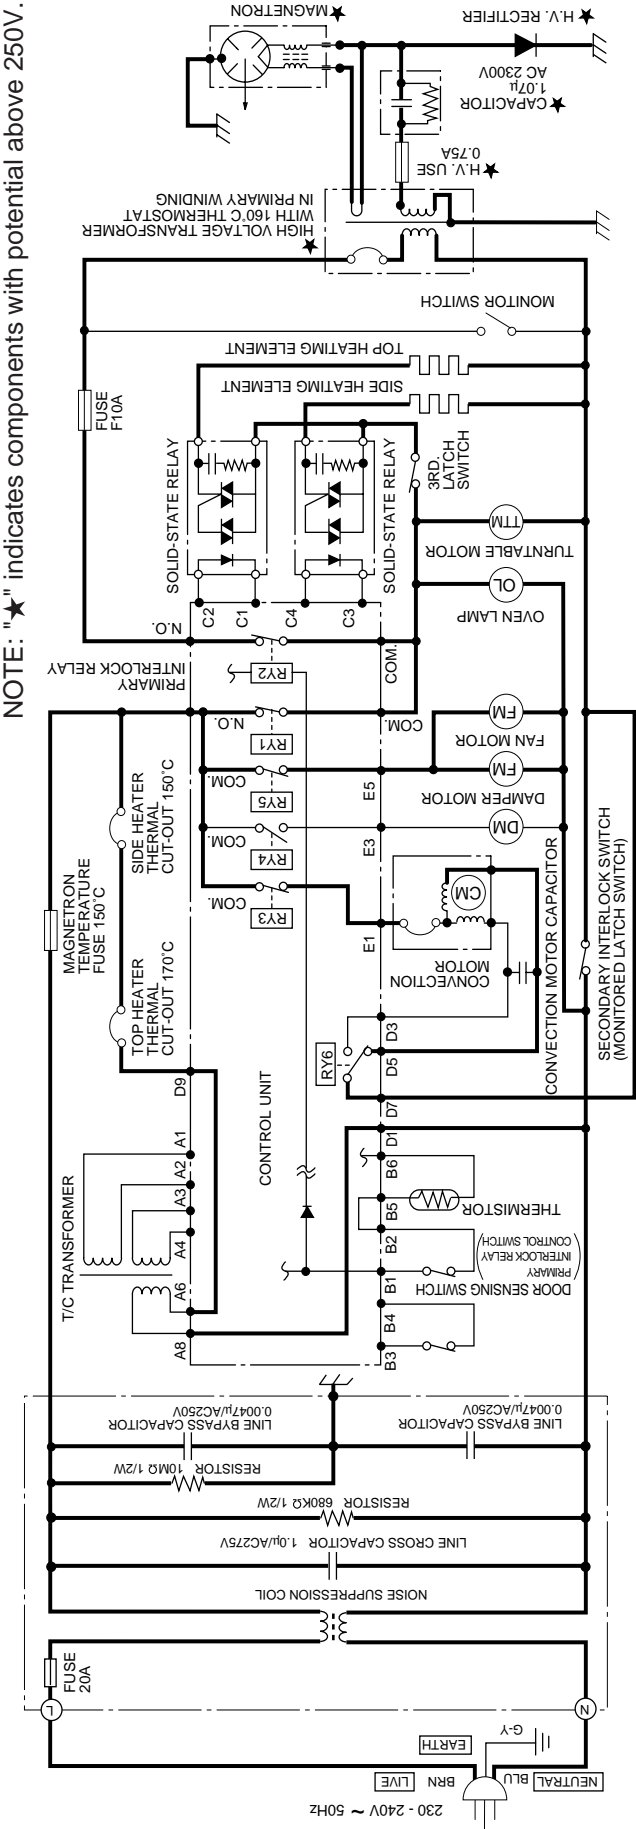 NOTE: "★" indicates components with potential above 250V.
MAGNETRON
★
H.V. RECTIFIER
★
CAPACITOR
1.07µ
AC 2300V
★
H.V. USE
0.75A
★
HIGH VOLTAGE TRANSFORMER
WITH 160˚C THERMOSTAT
IN PRIMARY WINDING
★
MONITOR SWITCH
TOP HEATIMG ELEMENT
SIDE HEATIMG ELEMENT
FUSE
F10A
SOLID-STATE RELAY
SOLID-STATE RELAY
3RD.
LATCH
SWITCH
TTM
TURNTABLE MOTOR
OL
OVEN LAMP
C2
C1
C4
C3
N.O.
RY2
COM.
PRIMARY
INTERLOCK RELAY
N.O.
RY1
COM.
FM
FAN MOTOR
COM.
RY5
E5
FM
DAMPER MOTOR
COM.
RY4
E3
DM
COM.
RY3
E1
CM
CONVECTION
MOTOR
CONVECTION MOTOR CAPACITOR
SIDE HEATER
THERMAL
CUT-OUT 150˚C
MAGNETRON
TEMPERATURE
FUSE 150˚C
TOP HEATER
THERMAL
CUT-OUT 170˚C
SECONDARY INTERLOCK SWITCH
(MONITORED LATCH SWITCH)
RY6
D3
D5
D7
D1
D9
CONTROL UNIT
T/C TRANSFORMER
A1
A2
A3
A4
A6
A8
B6
B5
B2
B1
B4
B3
THERMISTOR
(PRIMARY
INTERLOCK RELAY
CONTROL SWITCH)
DOOR SENSING SWITCH
LINE BYPASS CAPACITOR
0.0047µ/AC250V
LINE BYPASS CAPACITOR
0.0047µ/AC250V
RESISTOR 10MΩ 1/2W
RESISTOR 680KΩ 1/2W
LINE CROSS CAPACITOR 1.0µ/AC275V
NOISE SUPPRESSION COIL
FUSE
20A
L
N
EARTH
G-Y
LIVE
BRN
BLU
NEUTRAL
230 - 240V ~ 50Hz